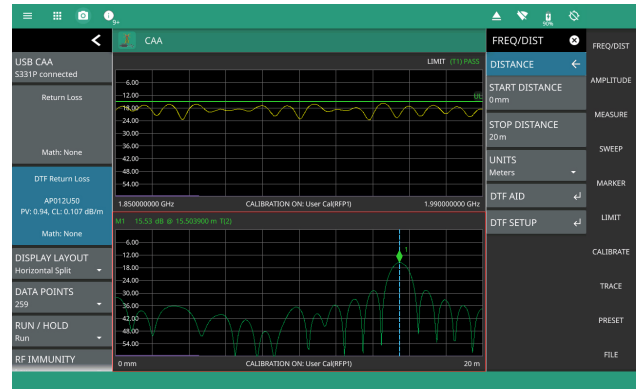 9+
90%
CAA
USB CAA
S331P connected
Return Loss
Math: None
DTF Return Loss
AP012U50
PV: 0.94, CL: 0.107 dB/m
Math: None
DISPLAY LAYOUT
Horizontal Split
DATA POINTS
259
RUN / HOLD
Run
RF IMMUNITY
LIMIT (T1) PASS
UL
-6.00
-12.00
-18.00
-24.00
-30.00
-36.00
-42.00
-48.00
-54.00
1.850000000 GHz
CALIBRATION ON: User Cal(RFP1)
1.990000000 GHz
M1 15.53 dB @ 15.503900 m T(2)
1
-6.00
-12.00
-18.00
-24.00
-30.00
-36.00
-42.00
-48.00
-54.00
0 mm
CALIBRATION ON: User Cal(RFP1)
20 m
FREQ/DIST
DISTANCE
START DISTANCE
0 mm
STOP DISTANCE
20 m
UNITS
Meters
DTF AID
DTF SETUP
FREQ/DIST
AMPLITUDE
MEASURE
SWEEP
MARKER
LIMIT
CALIBRATE
TRACE
PRESET
FILE